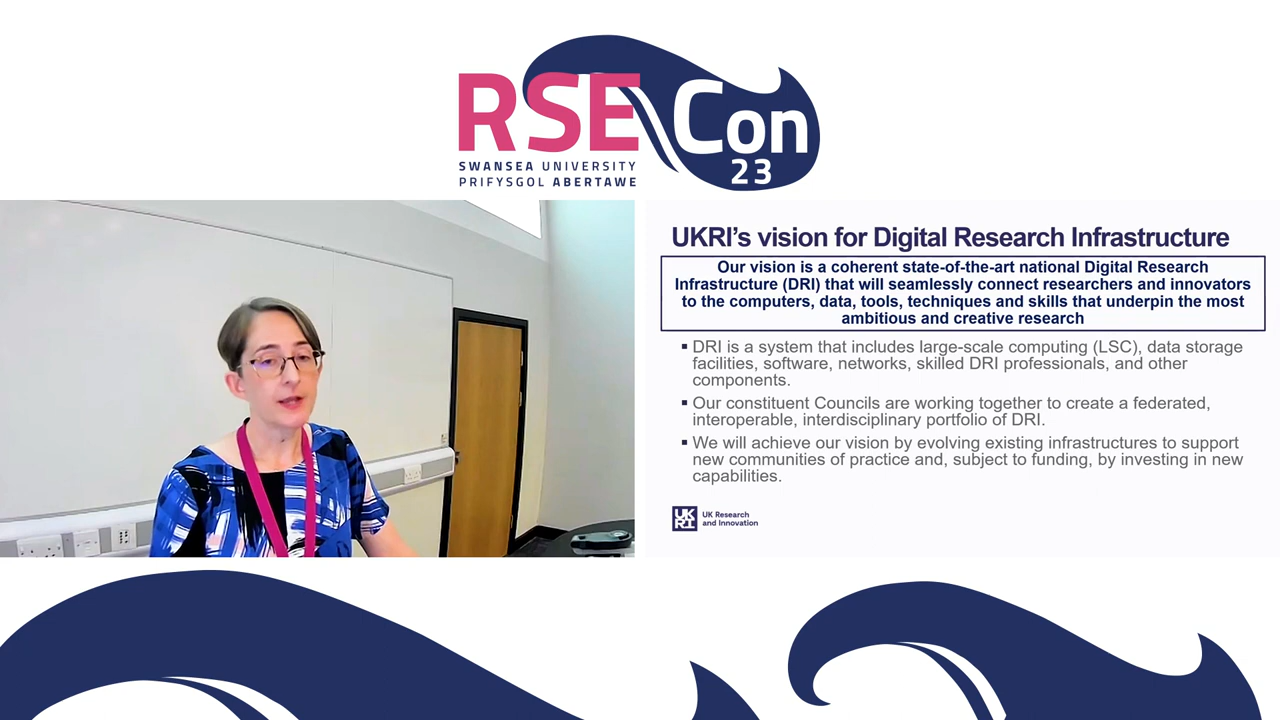 RSE Con
SWANSEA UNIVERSITY
PRIFYSGOL ABERTAWE
23
UKRI's vision for Digital Research Infrastructure
Our vision is a coherent state-of-the-art national Digital Research
Infrastructure (DRI) that will seamlessly connect researchers and innovators
to the computers, data, tools, techniques and skills that underpin the most
ambitious and creative research
▪ DRI is a system that includes large-scale computing (LSC), data storage
facilities, software, networks, skilled DRI professionals, and other
components.
▪ Our constituent Councils are working together to create a federated,
interoperable, interdisciplinary portfolio of DRI.
▪ We will achieve our vision by evolving existing infrastructures to support
new communities of practice and, subject to funding, by investing in new
capabilities.
UK
RI
UK Research
and Innovation